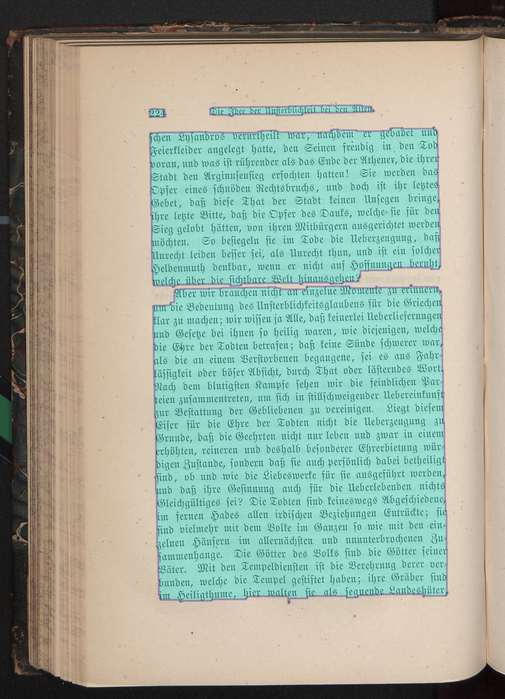 224 Die Idee der Unsterblichkeit bei den Alten.
schen Lysandros verurtheilt war, nachdem er gebadet und
Feierkleider angelegt hatte, den Seinen freudig in den Tod
voran, und was ist rührender als das Ende der Athener, die ihrer
Stadt den Arginusensieg erfochten hatten! Sie werden das
Opfer eines schnöden Rechtsbruchs, und doch ist ihr letztes
Gebet, daß diese That der Stadt keinen Unsegen bringe,
ihre letzte Bitte, daß die Opfer des Danks, welche sie für den
Sieg gelobt hätten, von ihren Mitbürgern ausgerichtet werden
möchten. So besiegeln sie im Tode die Ueberzeugung, daß
Unrecht leiden besser sei, als Unrecht thun, und ist ein solcher
Heldenmuth denkbar, wenn er nicht auf Hoffnungen beruht,
welche über die sichtbare Welt hinausgehen?
Aber wir brauchen nicht an einzelne Momente zu erinnern,
um die Bedeutung des Unsterblichkeitsglaubens für die Griechen
klar zu machen; wir wissen ja Alle, daß keinerlei Ueberlieferungen
und Gesetze bei ihnen so heilig waren, wie diejenigen, welche
die Ehre der Todten betrafen; daß keine Sünde schwerer war,
als die an einem Verstorbenen begangene, sei es aus Fahr-
lässigkeit oder böser Absicht, durch That oder lästerndes Wort.
Nach dem blutigsten Kampfe sehen wir die feindlichen Par-
teien zusammentreten, um sich in stillschweigender Uebereinkunft
zur Bestattung der Gebliebenen zu vereinigen. Liegt diesem
Eifer für die Ehre der Todten nicht die Ueberzeugung zu
Grunde, daß die Geehrten nicht nur leben und zwar in einem
erhöhten, reineren und deshalb besonderer Ehrerbietung wür-
digen Zustande, sondern daß sie auch persönlich dabei betheiligt
sind, ob und wie die Liebeswerke für sie ausgeführt werden,
und daß ihre Gesinnung auch für die Ueberlebenden nichts
Gleichgültiges sei? Die Todten sind keineswegs Abgeschiedene,
im fernen Hades allen irdischen Beziehungen Entrückte; sie
sind vielmehr mit dem Volke im Ganzen so wie mit den ein-
zelnen Häusern im allernächsten und ununterbrochenen Zu-
sammenhange. Die Götter des Volks sind die Götter seiner
Väter. Mit den Tempeldiensten ist die Verehrung derer ver-
bunden, welche die Tempel gestiftet haben; ihre Gräber sind
im Heiligthume, hier walten sie als segnende Landeshüter,